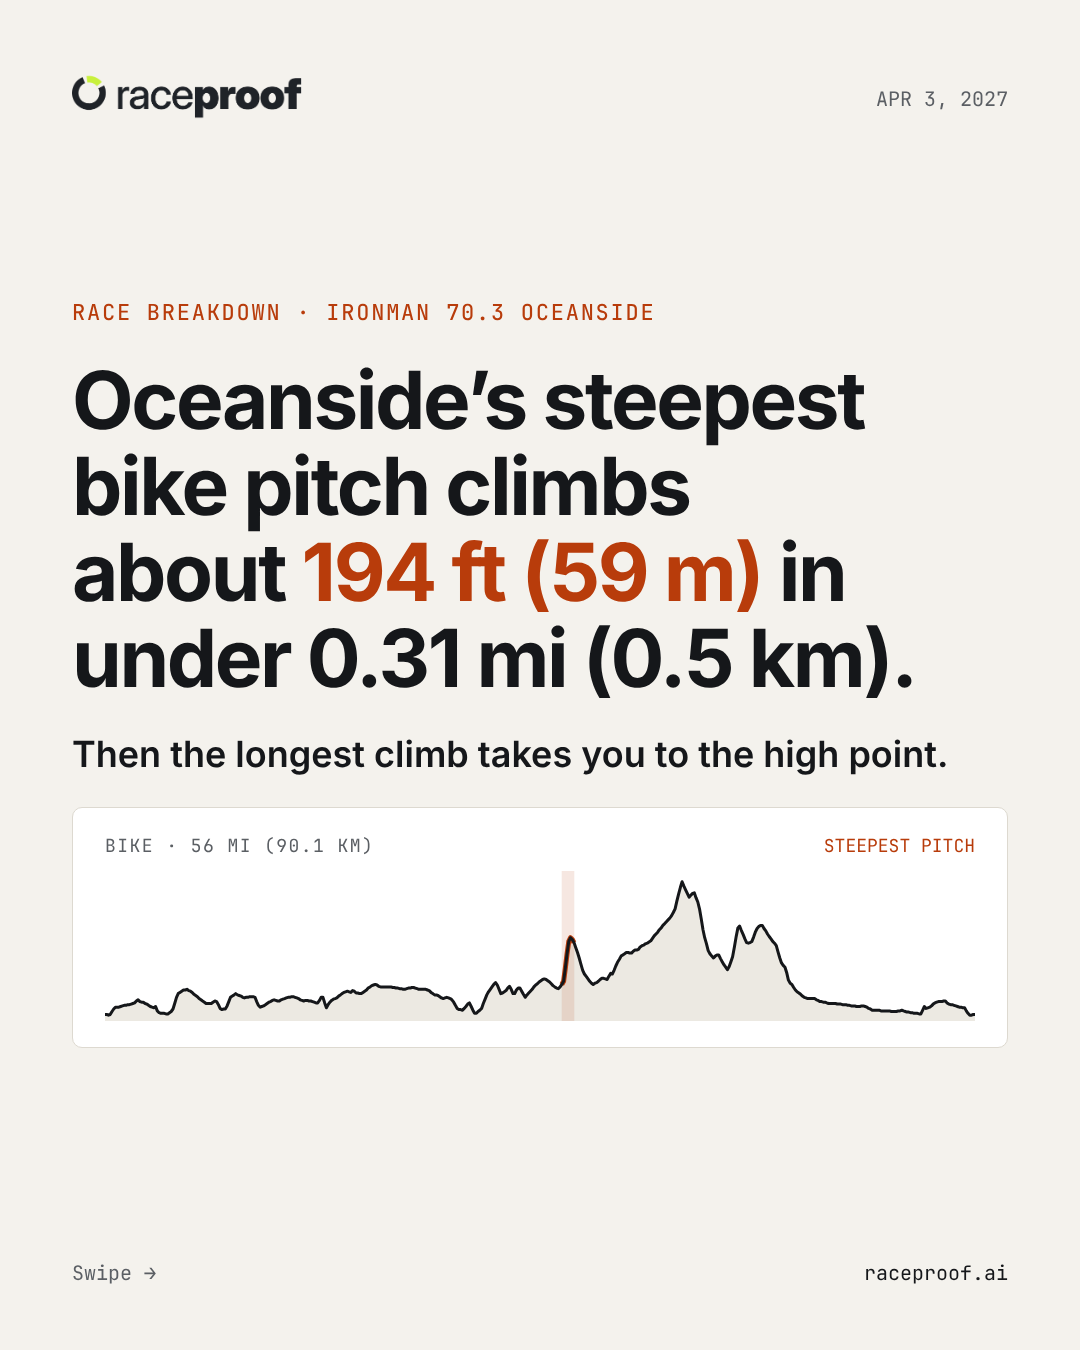 raceproof
APR 3, 2027
RACE BREAKDOWN · IRONMAN 70.3 OCEANSIDE
Oceanside’s steepest
bike pitch climbs
about 194 ft (59 m) in
under 0.31 mi (0.5 km).
Then the longest climb takes you to the high point.
BIKE · 56 MI (90.1 KM)
STEEPEST PITCH
Swipe →
raceproof.ai